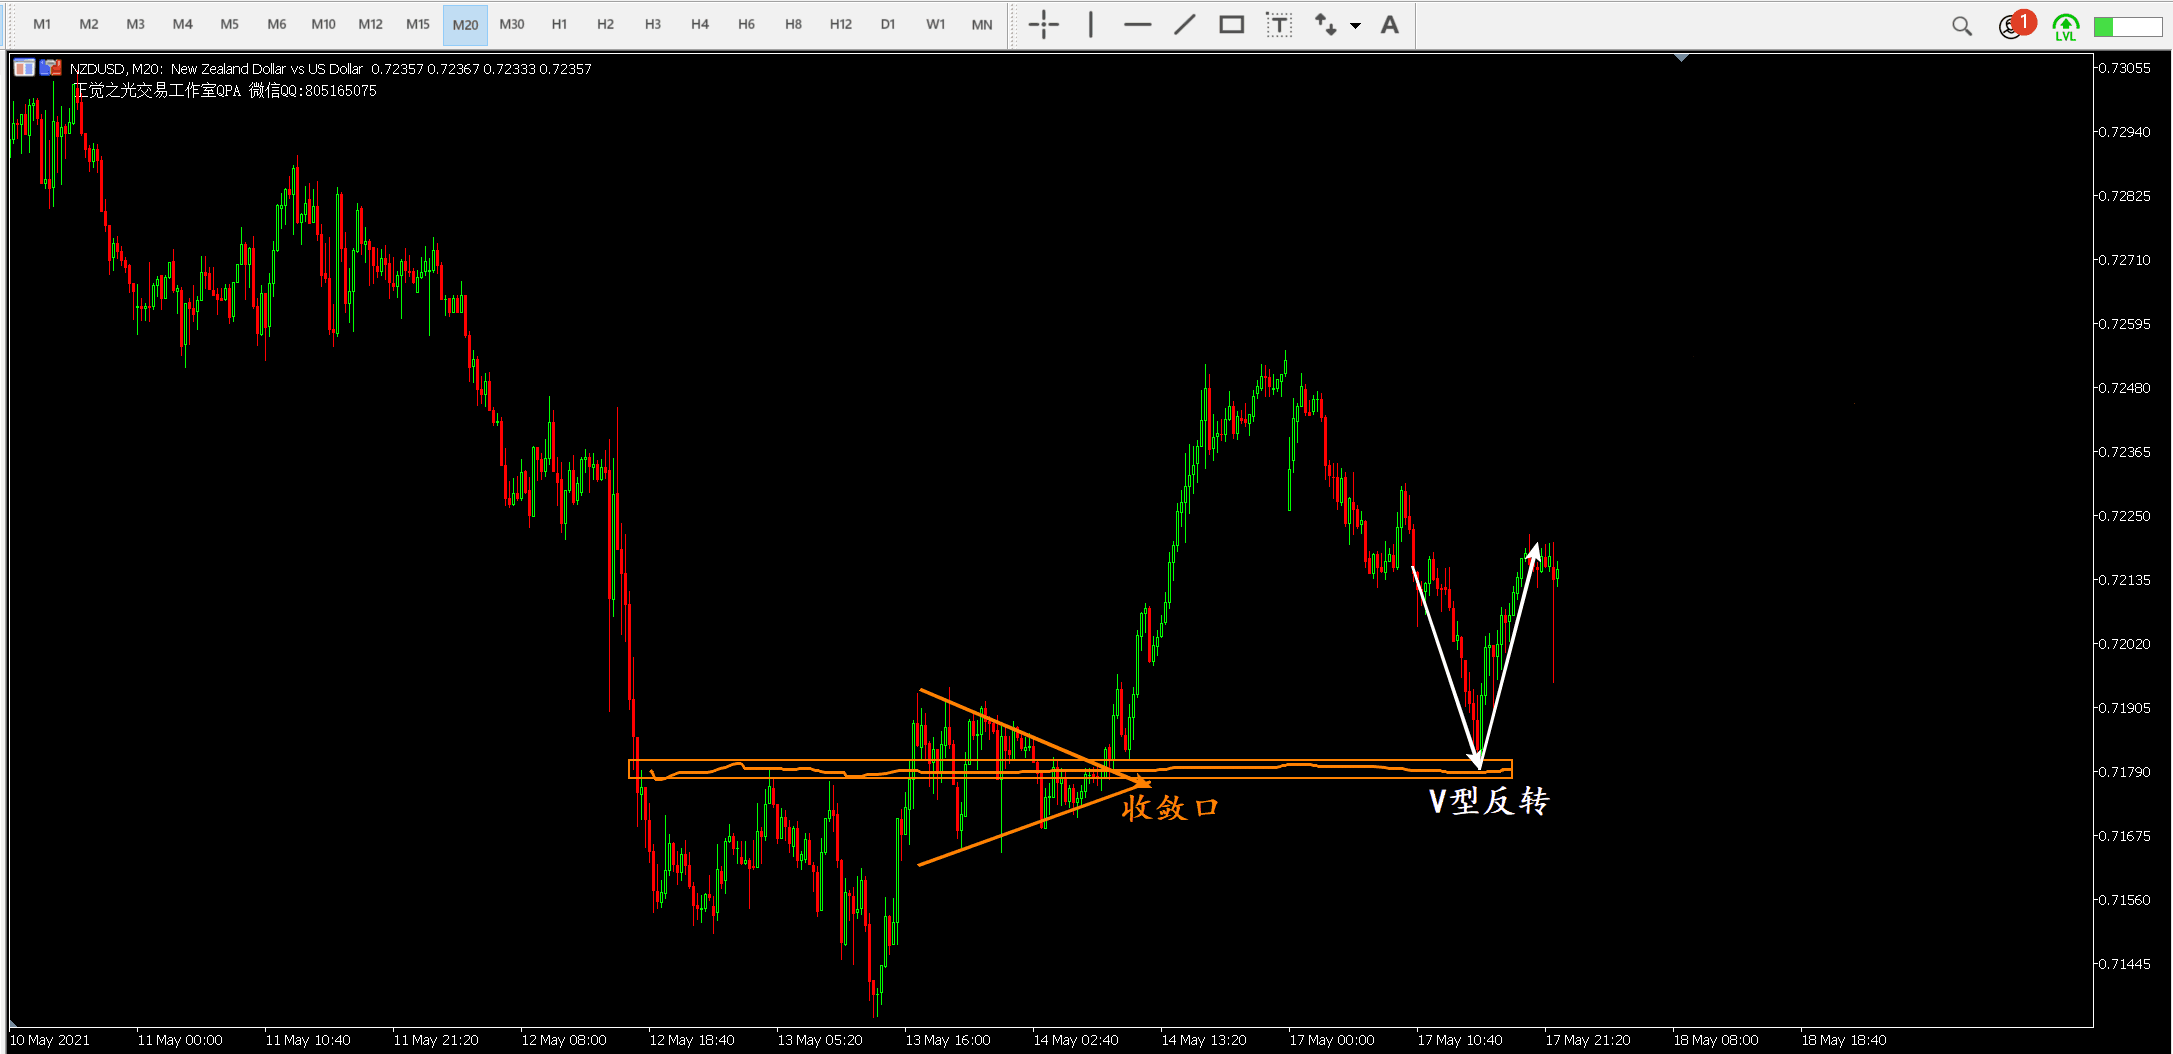 M1 M2 M3 M4 M5 M6 M10 M12 M15 M20 M30 H1 H2 H3 H4 H6 H8 H12 D1 W1 MN T A 1 LVL
NZDUSD, M20: New Zealand Dollar vs US Dollar 0.72357 0.72367 0.72333 0.72357
正觉之光交易工作室QPA 微信QQ:805165075
0.73055
0.72940
0.72825
0.72710
0.72595
0.72480
0.72365
0.72250
0.72135
0.72020
0.71905
0.71790
0.71675
0.71560
0.71445
收敛口
V型反转
10 May 2021 11 May 00:00 11 May 10:40 11 May 21:20 12 May 08:00 12 May 18:40 13 May 05:20 13 May 16:00 14 May 02:40 14 May 13:20 17 May 00:00 17 May 10:40 17 May 21:20 18 May 08:00 18 May 18:40